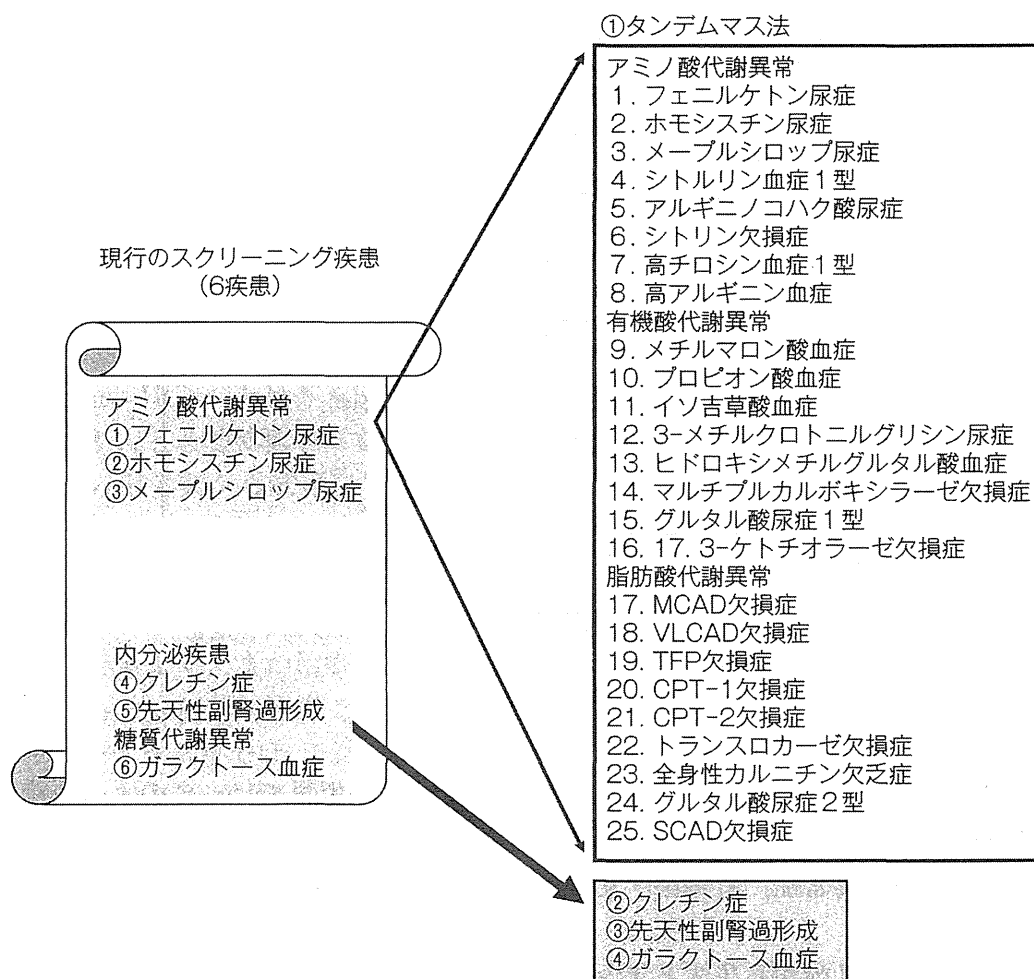 現行のスクリーニング疾患
(6疾患)
アミノ酸代謝異常
①フェニルケトン尿症
②ホモシスチン尿症
③メープルシロップ尿症
内分泌疾患
④クレチン症
⑤先天性副腎過形成
糖質代謝異常
⑥ガラクトース血症
①タンデムマス法
アミノ酸代謝異常
1. フェニルケトン尿症
2. ホモシスチン尿症
3. メープルシロップ尿症
4. シトルリン血症1型
5. アルギニノコハク酸尿症
6. シトリン欠損症
7. 高チロシン血症1型
8. 高アルギニン血症
有機酸代謝異常
9. メチルマロン酸血症
10. プロピオン酸血症
11. イソ吉草酸血症
12. 3-メチルクロトニルグリシン尿症
13. ヒドロキシメチルグルタル酸血症
14. マルチプルカルボキシラーゼ欠損症
15. グルタル酸尿症1型
16. 17. 3-ケトチオラーゼ欠損症
脂肪酸代謝異常
17. MCAD欠損症
18. VLCAD欠損症
19. TFP欠損症
20. CPT-1欠損症
21. CPT-2欠損症
22. トランスロカーゼ欠損症
23. 全身性カルニチン欠乏症
24. グルタル酸尿症2型
25. SCAD欠損症
②クレチン症
③先天性副腎過形成
④ガラクトース血症